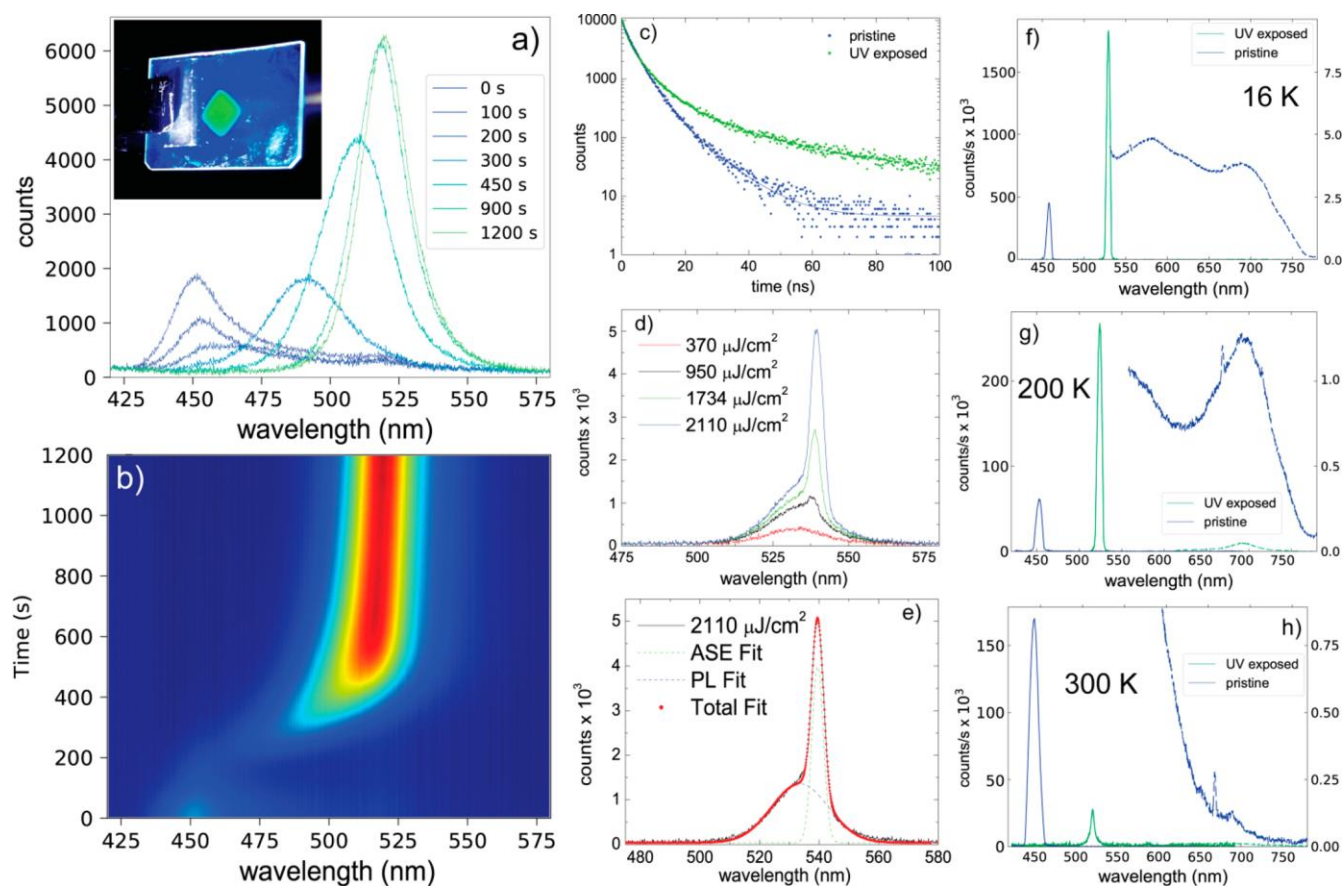 a)
6000
5000
4000
3000
2000
1000
0
counts
0 s
100 s
200 s
300 s
450 s
900 s
1200 s
425 450 475 500 525 550 575
wavelength (nm)
b)
1200
1000
800
600
400
200
0
Time (s)
420 450 475 500 525 550 580
wavelength (nm)
c)
10000
1000
100
10
1
counts
pristine
UV exposed
0 20 40 60 80 100
time (ns)
d)
5
4
3
2
1
0
counts x 10³
370 μJ/cm²
950 μJ/cm²
1734 μJ/cm²
2110 μJ/cm²
475 500 525 550 580
wavelength (nm)
e)
5
4
3
2
1
0
counts x 10³
2110 μJ/cm²
ASE Fit
PL Fit
Total Fit
480 500 520 540 560 580
wavelength (nm)
f)
UV exposed
pristine
16 K
1500
1000
500
0
counts/s x 10³
7.5
5.0
2.5
0.0
450 500 550 600 650 700 750
wavelength (nm)
g)
200 K
200
150
100
50
0
counts/s x 10³
UV exposed
pristine
1.0
0.5
0.0
450 500 550 600 650 700 750
wavelength (nm)
h)
UV exposed
pristine
300 K
150
100
50
0
counts/s x 10³
0.75
0.50
0.25
0.00
450 500 550 600 650 700 750
wavelength (nm)